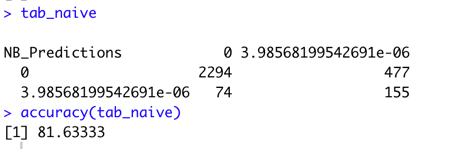 > tab_naive
NB_Predictions 0 3.98568199542691e-06
0 2294 477
3.98568199542691e-06 74 155
> accuracy(tab_naive)
[1] 81.63333